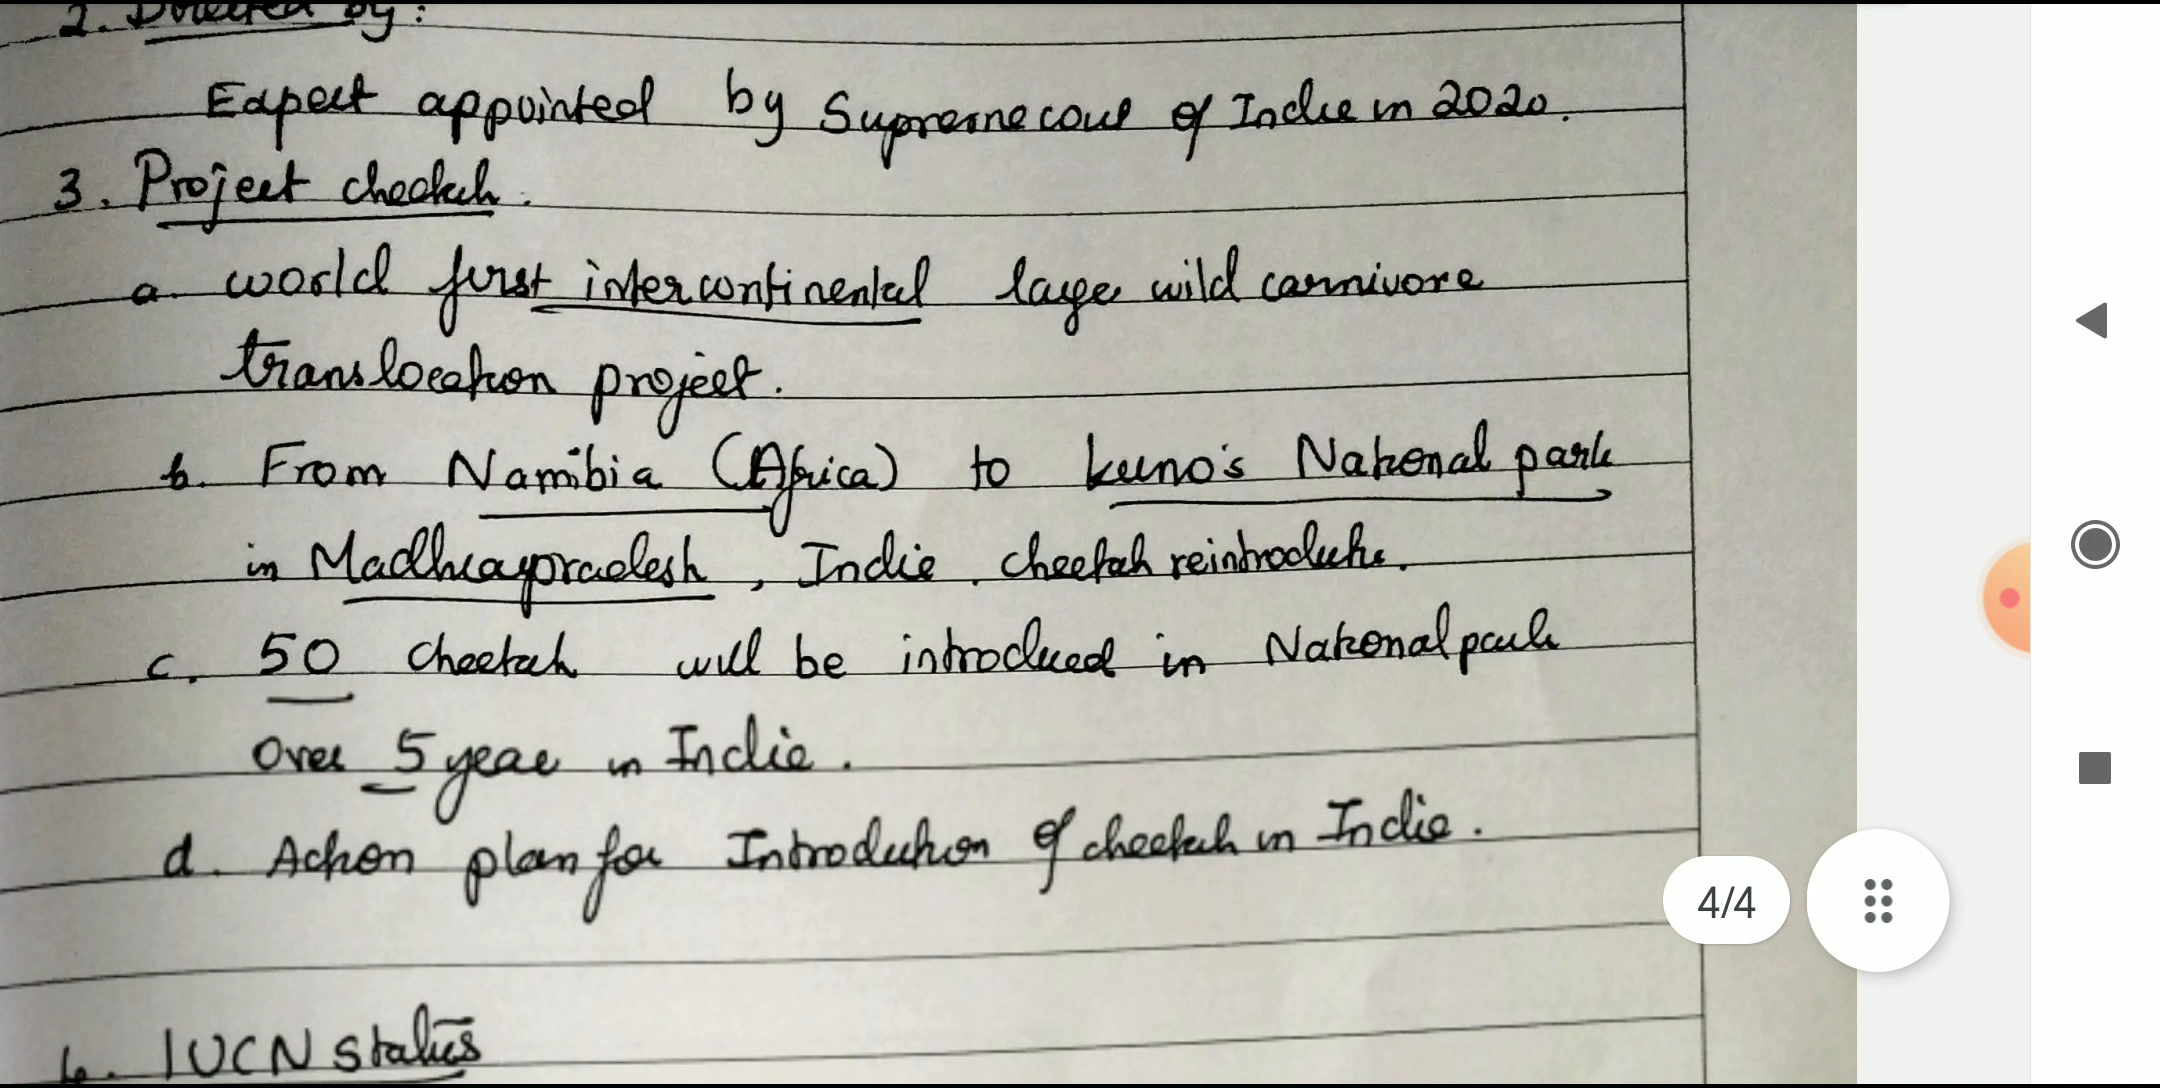 2. Directed by:
Expert appointed by Supreme court of India in 2020.
3. Project cheetah.
a. world first intercontinental large wild carnivore
translocation project.
b. From Namibia (Africa) to kuno's National park
in Madhyapradesh, India. cheetah reintroduction.
c. 50 cheetah will be introduced in National park
over 5 year in India.
d. Action plan for Introduction of cheetah in India.
4/4
IUCN status